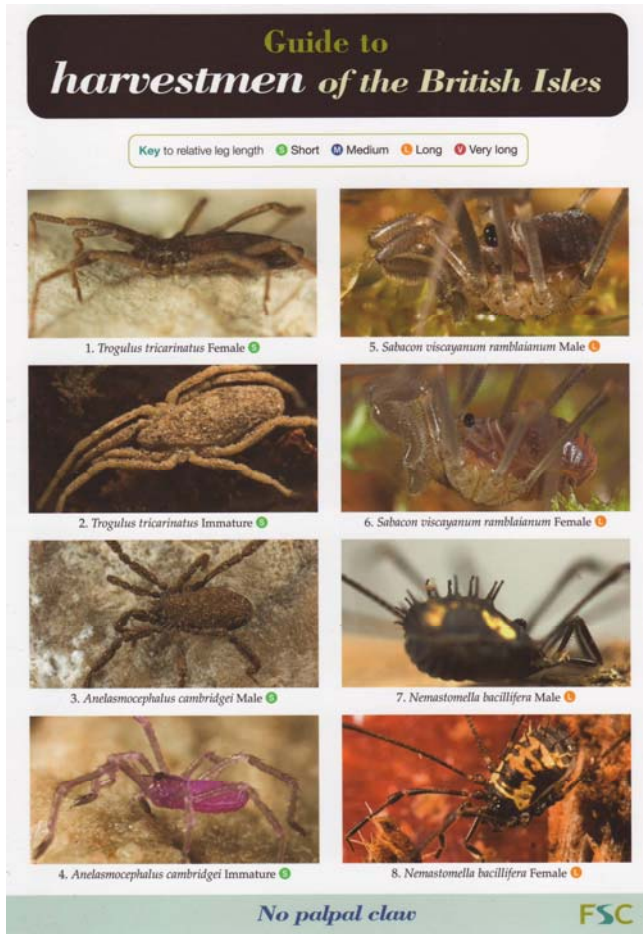 Guide to
harvestmen of the British Isles
Key to relative leg length S Short M Medium L Long V Very long
1. Trogulus tricarinatus Female S
5. Sabacon viscayanum ramblaianum Male L
2. Trogulus tricarinatus Immature S
6. Sabacon viscayanum ramblaianum Female L
3. Anelasmocephalus cambridgei Male S
7. Nemastomella bacillifera Male L
4. Anelasmocephalus cambridgei Immature S
8. Nemastomella bacillifera Female L
No palpal claw
FSC